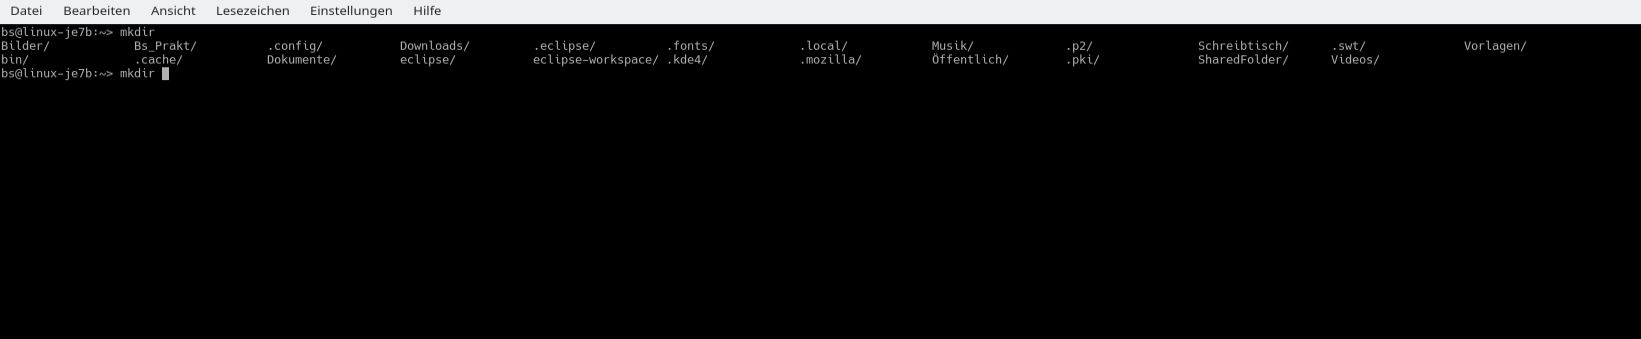 Datei Bearbeiten Ansicht Lesezeichen Einstellungen Hilfe
bs@linux-je7b:~> mkdir
Bilder/ Bs_Prakt/ .config/ Downloads/ .eclipse/ .fonts/ .local/ Musik/ .p2/ Schreibtisch/ .swt/ Vorlagen/
bin/ .cache/ Dokumente/ eclipse/ eclipse-workspace/ .kde4/ .mozilla/ Öffentlich/ .pki/ SharedFolder/ Videos/
bs@linux-je7b:~> mkdir